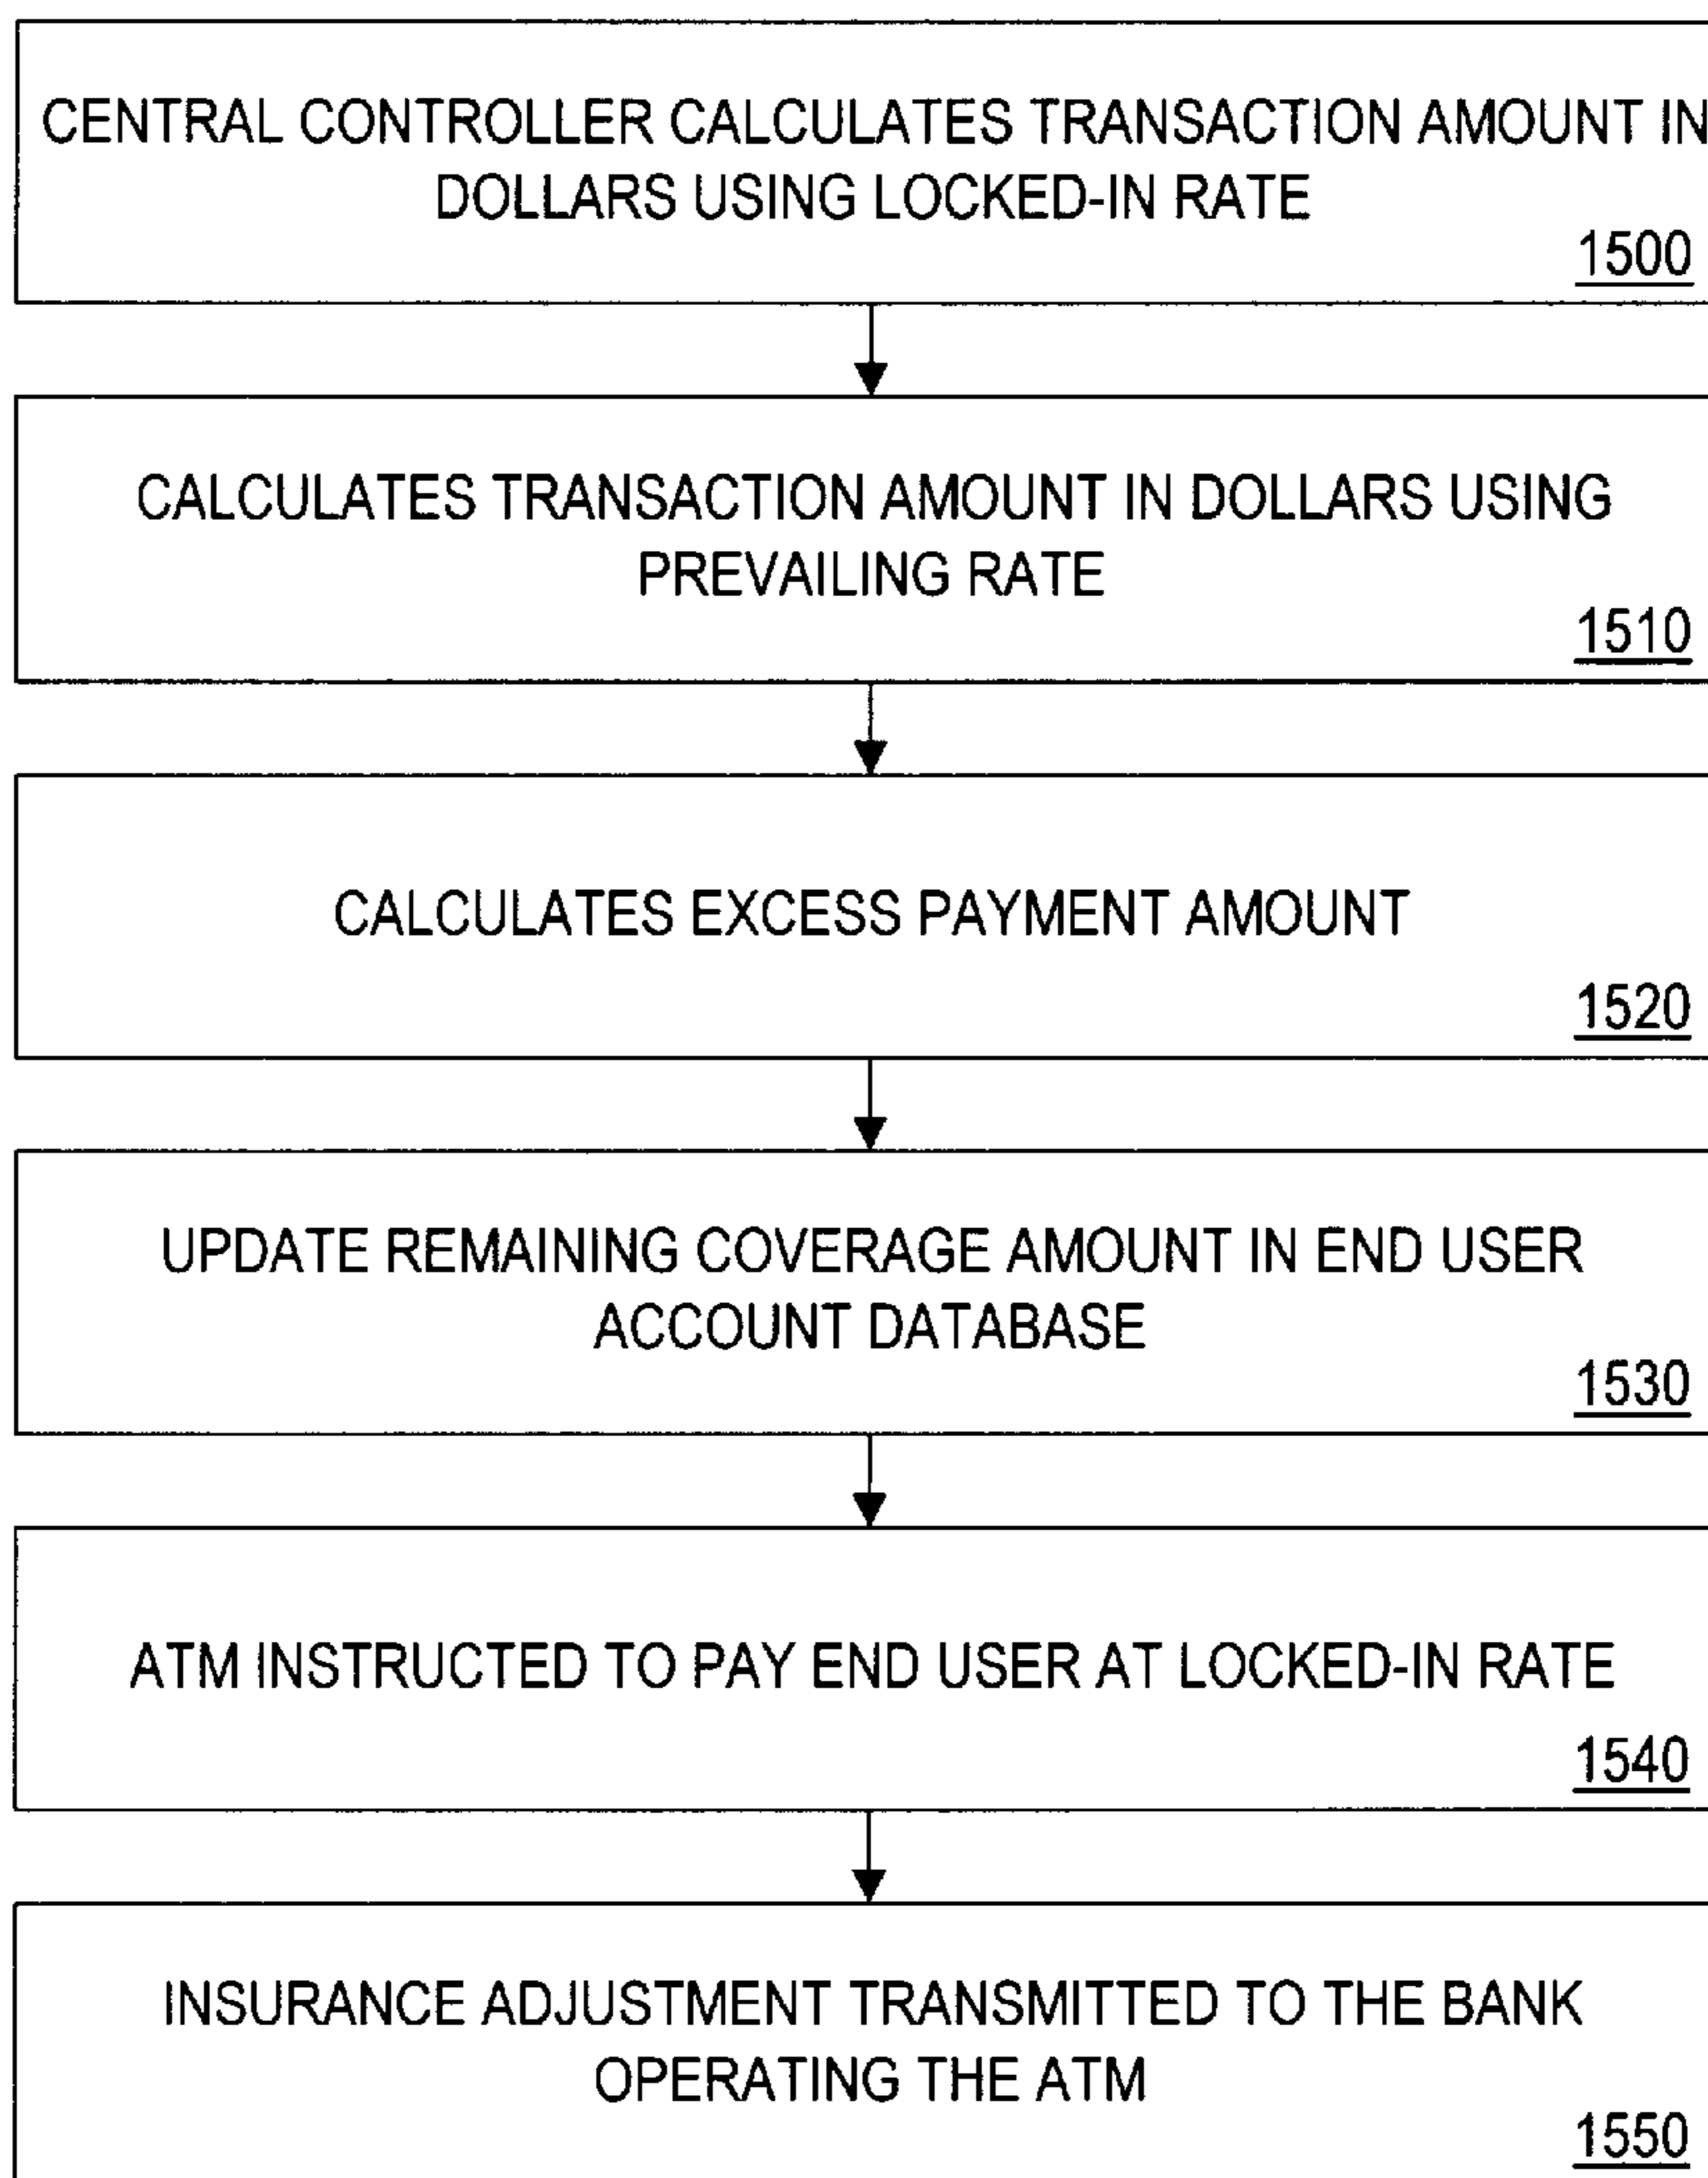 CENTRAL CONTROLLER CALCULATES TRANSACTION AMOUNT IN
DOLLARS USING LOCKED-IN RATE
1500
CALCULATES TRANSACTION AMOUNT IN DOLLARS USING
PREVAILING RATE
1510
CALCULATES EXCESS PAYMENT AMOUNT
1520
UPDATE REMAINING COVERAGE AMOUNT IN END USER
ACCOUNT DATABASE
1530
ATM INSTRUCTED TO PAY END USER AT LOCKED-IN RATE
1540
INSURANCE ADJUSTMENT TRANSMITTED TO THE BANK
OPERATING THE ATM
1550